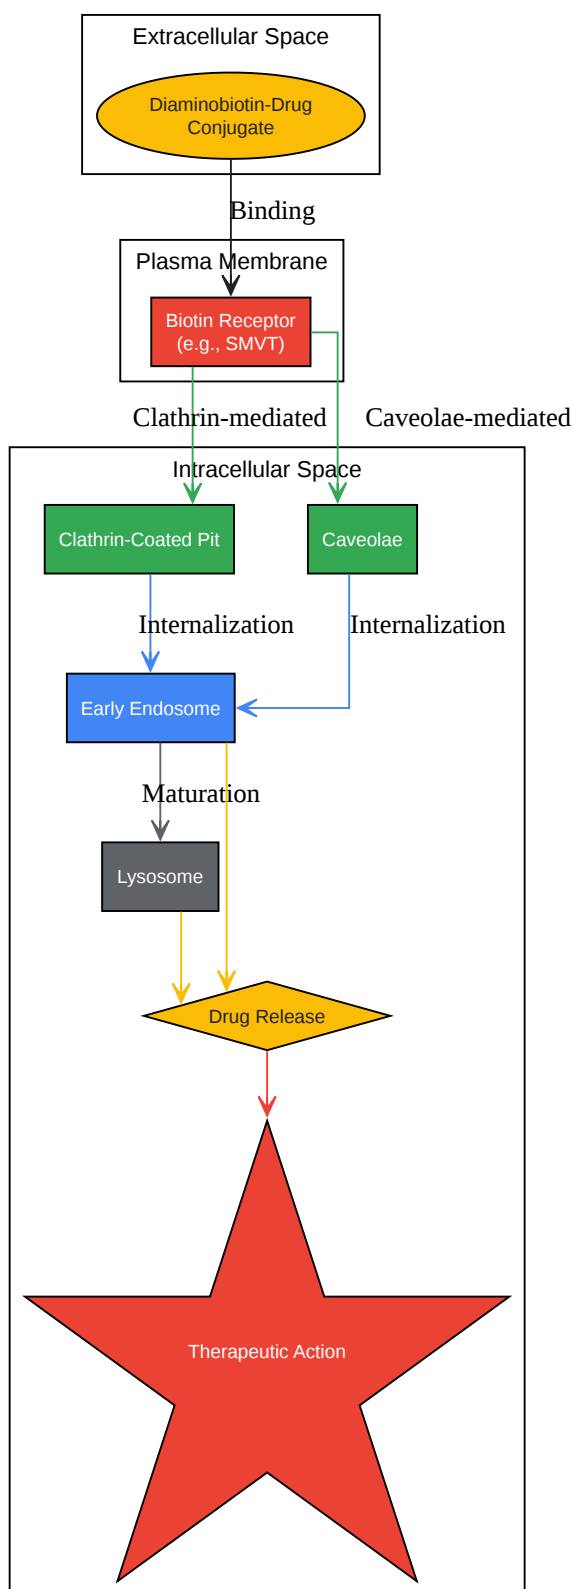 Extracellular Space
Diaminobiotin-Drug
Conjugate
Binding
Plasma Membrane
Biotin Receptor
(e.g., SMVT)
Clathrin-mediated
Caveolae-mediated
Intracellular Space
Clathrin-Coated Pit
Caveolae
Internalization
Internalization
Early Endosome
Maturation
Lysosome
Drug Release
Therapeutic Action